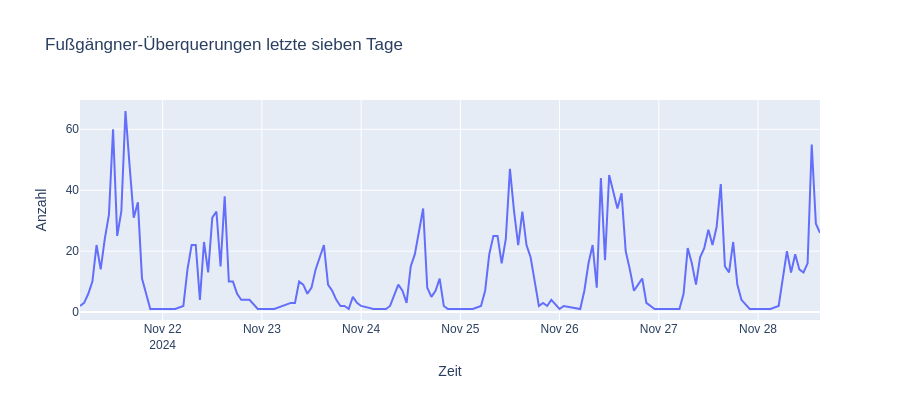 Fußgängner-Überquerungen letzte sieben Tage
Anzahl
60
40
20
0
Nov 22
2024
Nov 23
Nov 24
Nov 25
Nov 26
Nov 27
Nov 28
Zeit